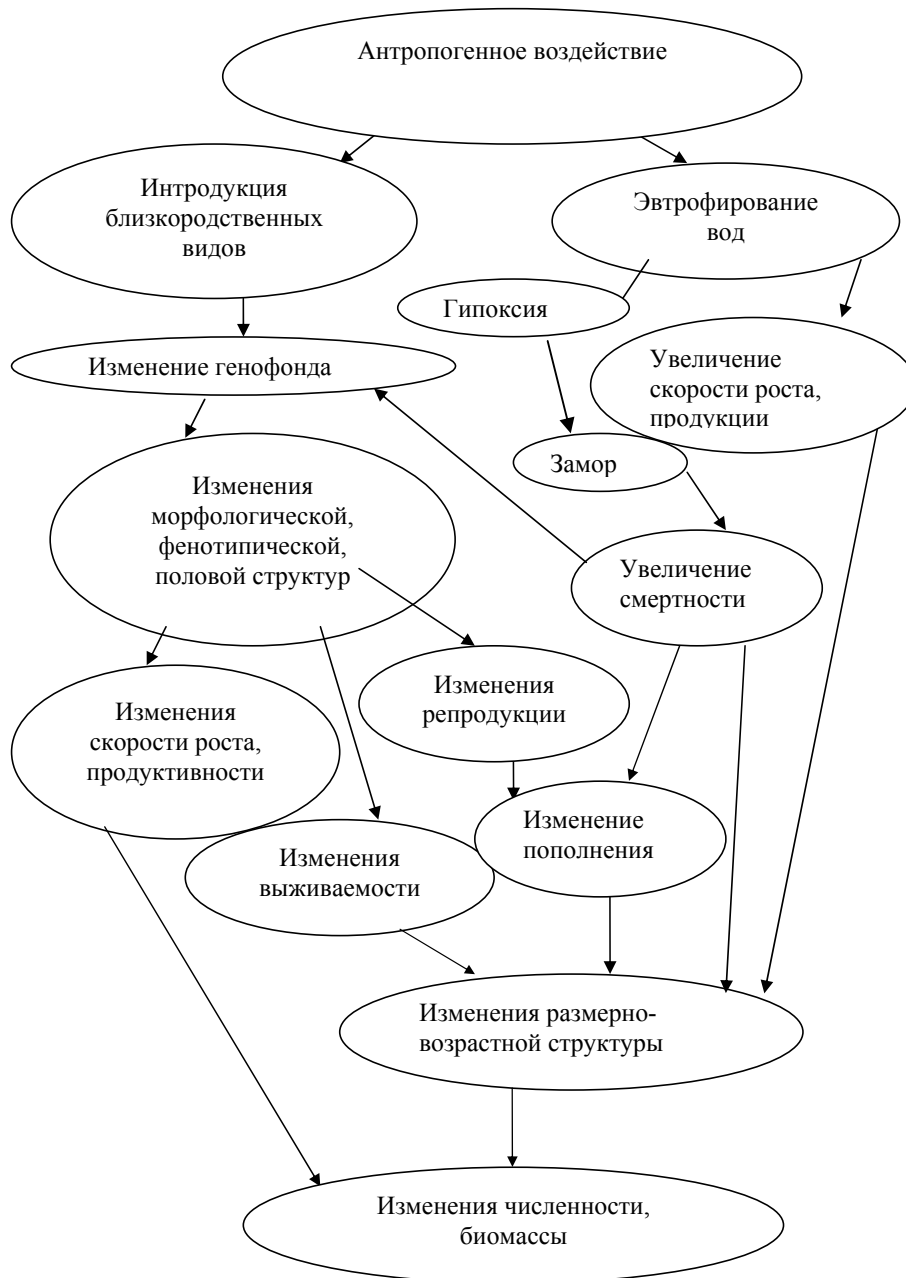 Антропогенное воздействие
Интродукция
близкородственных
видов
Эвтрофирование
вод
Гипоксия
Изменение генофонда
Увеличение
скорости роста,
продукции
Замор
Изменения
морфологической,
фенотипической,
половой структур
Увеличение
смертности
Изменения
репродукции
Изменения
скорости роста,
продуктивности
Изменение
пополнения
Изменения
выживаемости
Изменения размерно-
возрастной структуры
Изменения численности,
биомассы